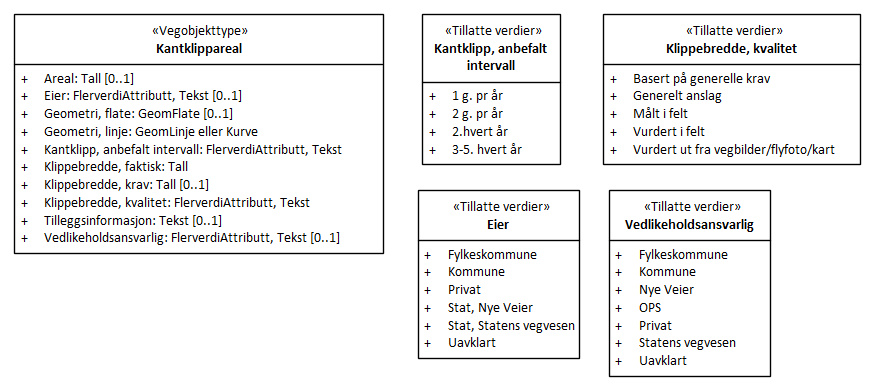 «Vegobjekttype»
Kantklippareal
+ Areal: Tall [0..1]
+ Eier: FlerverdiAttributt, Tekst [0..1]
+ Geometri, flate: GeomFlate [0..1]
+ Geometri, linje: GeomLinje eller Kurve
+ Kantklipp, anbefalt intervall: FlerverdiAttributt, Tekst
+ Klippebredde, faktisk: Tall
+ Klippebredde, krav: Tall [0..1]
+ Klippebredde, kvalitet: FlerverdiAttributt, Tekst
+ Tilleggsinformasjon: Tekst [0..1]
+ Vedlikeholdsansvarlig: FlerverdiAttributt, Tekst [0..1]
«Tillatte verdier»
Kantklipp, anbefalt
intervall
+ 1 g. pr år
+ 2 g. pr år
+ 2.hvert år
+ 3-5. hvert år
«Tillatte verdier»
Klippebredde, kvalitet
+ Basert på generelle krav
+ Generelt anslag
+ Målt i felt
+ Vurdert i felt
+ Vurdert ut fra vegbilder/flyfoto/kart
«Tillatte verdier»
Eier
+ Fylkeskommune
+ Kommune
+ Privat
+ Stat, Nye Veier
+ Stat, Statens vegvesen
+ Uavklart
«Tillatte verdier»
Vedlikeholdsansvarlig
+ Fylkeskommune
+ Kommune
+ Nye Veier
+ OPS
+ Privat
+ Statens vegvesen
+ Uavklart